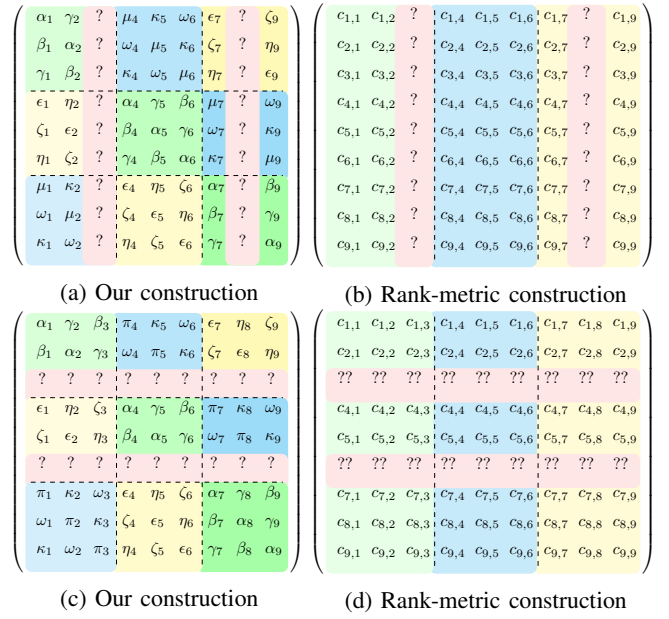 α₁ γ₂ ? μ₄ κ₅ ω₆ ϵ₇ ? ζ₉
β₁ α₂ ? ω₄ μ₅ κ₆ ζ₇ ? η₉
γ₁ β₂ ? κ₄ ω₅ μ₆ η₇ ? ϵ₉
ϵ₁ η₂ ? α₄ γ₅ β₆ μ₇ ? ω₉
ζ₁ ϵ₂ ? β₄ α₅ γ₆ ω₇ ? κ₉
η₁ ζ₂ ? γ₄ β₅ α₆ κ₇ ? μ₉
μ₁ κ₂ ? ϵ₄ η₅ ζ₆ α₇ ? β₉
ω₁ μ₂ ? ζ₄ ϵ₅ η₆ β₇ ? γ₉
κ₁ ω₂ ? η₄ ζ₅ ϵ₆ γ₇ ? α₉
(a) Our construction
c₁,₁ c₁,₂ ? c₁,₄ c₁,₅ c₁,₆ c₁,₇ ? c₁,₉
c₂,₁ c₂,₂ ? c₂,₄ c₂,₅ c₂,₆ c₂,₇ ? c₂,₉
c₃,₁ c₃,₂ ? c₃,₄ c₃,₅ c₃,₆ c₃,₇ ? c₃,₉
c₄,₁ c₄,₂ ? c₄,₄ c₄,₅ c₄,₆ c₄,₇ ? c₄,₉
c₅,₁ c₅,₂ ? c₅,₄ c₅,₅ c₅,₆ c₅,₇ ? c₅,₉
c₆,₁ c₆,₂ ? c₆,₄ c₆,₅ c₆,₆ c₆,₇ ? c₆,₉
c₇,₁ c₇,₂ ? c₇,₄ c₇,₅ c₇,₆ c₇,₇ ? c₇,₉
c₈,₁ c₈,₂ ? c₈,₄ c₈,₅ c₈,₆ c₈,₇ ? c₈,₉
c₉,₁ c₉,₂ ? c₉,₄ c₉,₅ c₉,₆ c₉,₇ ? c₉,₉
(b) Rank-metric construction
α₁ γ₂ β₃ π₄ κ₅ ω₆ ϵ₇ η₈ ζ₉
β₁ α₂ γ₃ ω₄ π₅ κ₆ ζ₇ ϵ₈ η₉
? ? ? ? ? ? ? ? ?
ϵ₁ η₂ ζ₃ α₄ γ₅ β₆ π₇ κ₈ ω₉
ζ₁ ϵ₂ η₃ β₄ α₅ γ₆ ω₇ π₈ κ₉
? ? ? ? ? ? ? ? ?
π₁ κ₂ ω₃ ϵ₄ η₅ ζ₆ α₇ γ₈ β₉
ω₁ π₂ κ₃ ζ₄ ϵ₅ η₆ β₇ α₈ γ₉
κ₁ ω₂ π₃ η₄ ζ₅ ϵ₆ γ₇ β₈ α₉
(c) Our construction
c₁,₁ c₁,₂ c₁,₃ c₁,₄ c₁,₅ c₁,₆ c₁,₇ c₁,₈ c₁,₉
c₂,₁ c₂,₂ c₂,₃ c₂,₄ c₂,₅ c₂,₆ c₂,₇ c₂,₈ c₂,₉
?? ?? ?? ?? ?? ?? ?? ?? ??
c₄,₁ c₄,₂ c₄,₃ c₄,₄ c₄,₅ c₄,₆ c₄,₇ c₄,₈ c₄,₉
c₅,₁ c₅,₂ c₅,₃ c₅,₄ c₅,₅ c₅,₆ c₅,₇ c₅,₈ c₅,₉
?? ?? ?? ?? ?? ?? ?? ?? ??
c₇,₁ c₇,₂ c₇,₃ c₇,₄ c₇,₅ c₇,₆ c₇,₇ c₇,₈ c₇,₉
c₈,₁ c₈,₂ c₈,₃ c₈,₄ c₈,₅ c₈,₆ c₈,₇ c₈,₈ c₈,₉
c₉,₁ c₉,₂ c₉,₃ c₉,₄ c₉,₅ c₉,₆ c₉,₇ c₉,₈ c₉,₉
(d) Rank-metric construction